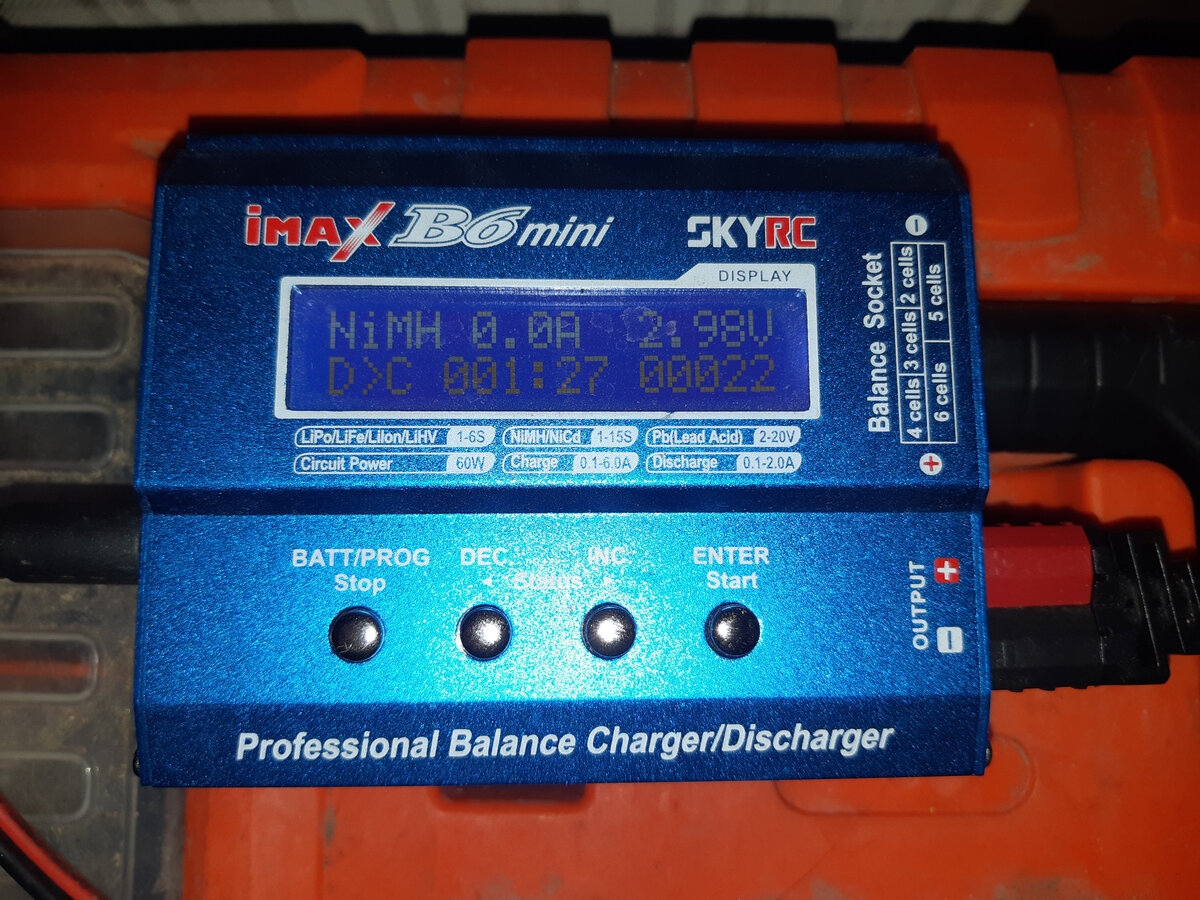 iMAX B6 mini SKYRC
DISPLAY
NiMH 0.0A 2.98V
D>C 001:27 00022
LiPo/LiFe/LiIon/LiHV 1-6S NiMH/NiCd 1-15S Pb(Lead Acid) 2-20V
Circuit Power 60W Charge 0.1-6.0A Discharge 0.1-2.0A
Balance Socket
4 cells 3 cells 2 cells
6 cells 5 cells
BATT/PROG DEC. INC. ENTER
Stop Status Start
OUTPUT
Professional Balance Charger/Discharger